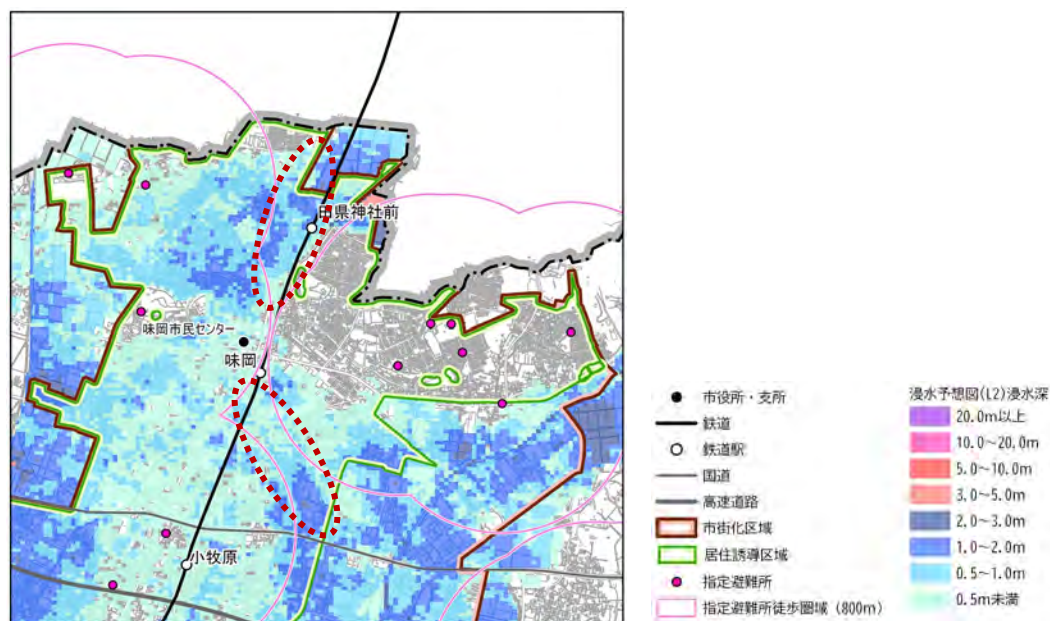 田県神社前
味岡市民センター
味岡
小牧原
市役所・支所
鉄道
鉄道駅
国道
高速道路
市街化区域
居住誘導区域
指定避難所
指定避難所徒歩圏域（800m）
浸水予想図(L2)浸水深
20.0m以上
10.0～20.0m
5.0～10.0m
3.0～5.0m
2.0～3.0m
1.0～2.0m
0.5～1.0m
0.5m未満